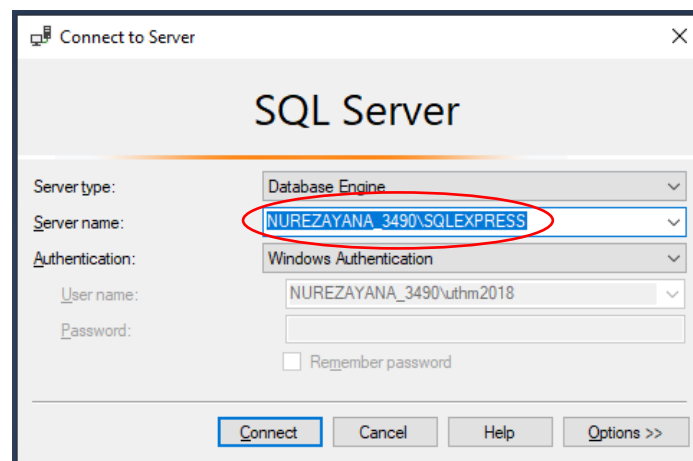 Connect to Server
SQL Server
Server type: Database Engine
Server name: NUREZAYANA_3490\SQLEXPRESS
Authentication: Windows Authentication
User name: NUREZAYANA_3490\uthm2018
Password:
Remember password
Connect Cancel Help Options >>